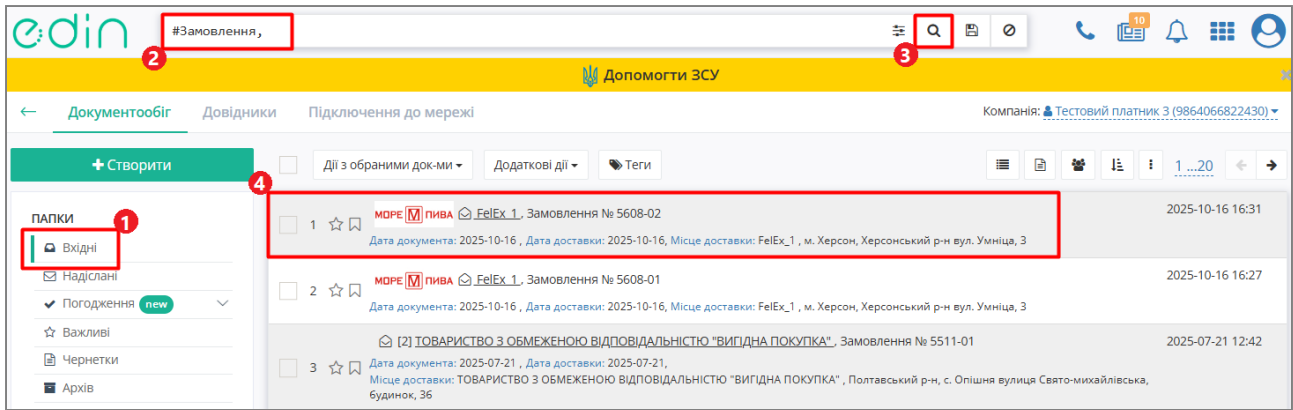 edin
#Замовлення,
2
3
10
Допомогти ЗСУ
← Документообіг Довідники Підключення до мережі
Компанія: Тестовий платник 3 (9864066822430)
+ Створити
Дії з обраними док-ми Додаткові дії Теги
1 ...20
4
ПАПКИ
1
Вхідні
Надіслані
Погодження new
Важливі
Чернетки
Архів
1 МОРЕ М ПИВА FelEx_1 , Замовлення № 5608-02 2025-10-16 16:31
Дата документа: 2025-10-16 , Дата доставки: 2025-10-16, Місце доставки: FelEx_1 , м. Херсон, Херсонський р-н вул. Умніца, 3
2 МОРЕ М ПИВА FelEx_1 , Замовлення № 5608-01 2025-10-16 16:27
Дата документа: 2025-10-16 , Дата доставки: 2025-10-16, Місце доставки: FelEx_1 , м. Херсон, Херсонський р-н вул. Умніца, 3
3 [2] ТОВАРИСТВО З ОБМЕЖЕНОЮ ВІДПОВІДАЛЬНІСТЮ "ВИГІДНА ПОКУПКА" , Замовлення № 5511-01 2025-07-21 12:42
Дата документа: 2025-07-21 , Дата доставки: 2025-07-21,
Місце доставки: ТОВАРИСТВО З ОБМЕЖЕНОЮ ВІДПОВІДАЛЬНІСТЮ "ВИГІДНА ПОКУПКА" , Полтавський р-н, с. Опішня вулиця Свято-михайлівська,
будинок, 36